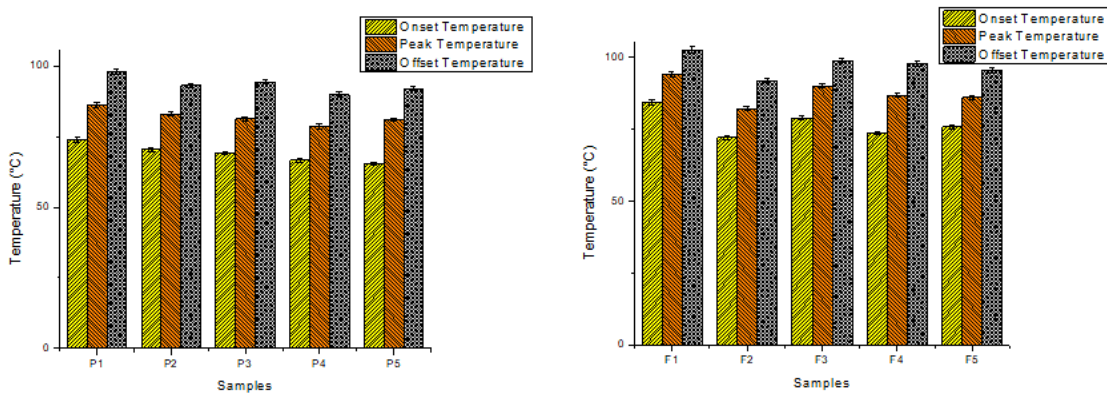 Onset Temperature
Peak Temperature
Offset Temperature
100
50
0
Temperature (°C)
P1 P2 P3 P4 P5
Samples
Onset Temperature
Peak Temperature
Offset Temperature
100
50
0
Temperature (°C)
F1 F2 F3 F4 F5
Samples